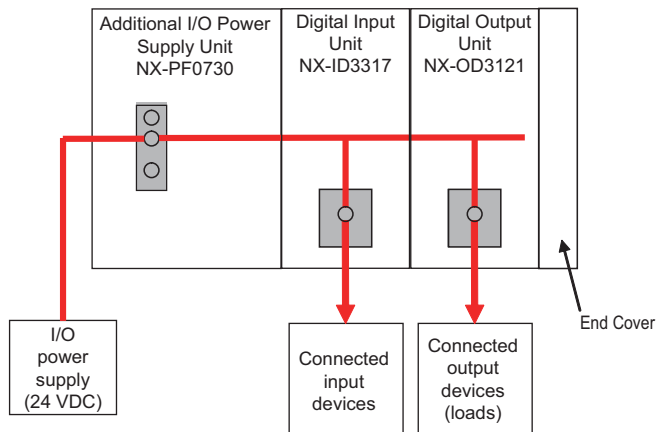 Additional I/O Power
Supply Unit
NX-PF0730
Digital Input
Unit
NX-ID3317
Digital Output
Unit
NX-OD3121
I/O
power
supply
(24 VDC)
Connected
input
devices
Connected
output
devices
(loads)
End Cover